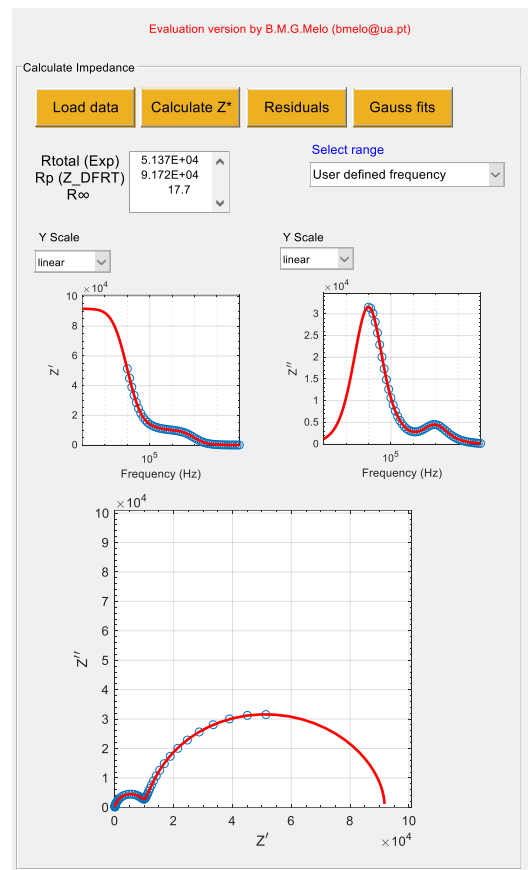 Evaluation version by B.M.G.Melo (bmelo@ua.pt)
Calculate Impedance
Load data
Calculate Z*
Residuals
Gauss fits
Select range
User defined frequency
Rtotal (Exp) 5.137E+04
Rp (Z_DFRT) 9.172E+04
R∞ 17.7
Y Scale
linear
Y Scale
linear
×10^4
10
8
6
4
2
0
Z′
10^5
Frequency (Hz)
×10^4
3
2.5
2
1.5
1
0.5
0
Z′′
10^5
Frequency (Hz)
×10^4
10
9
8
7
6
5
4
3
2
1
0
Z′′
0 2 4 6 8 10
Z′
×10^4